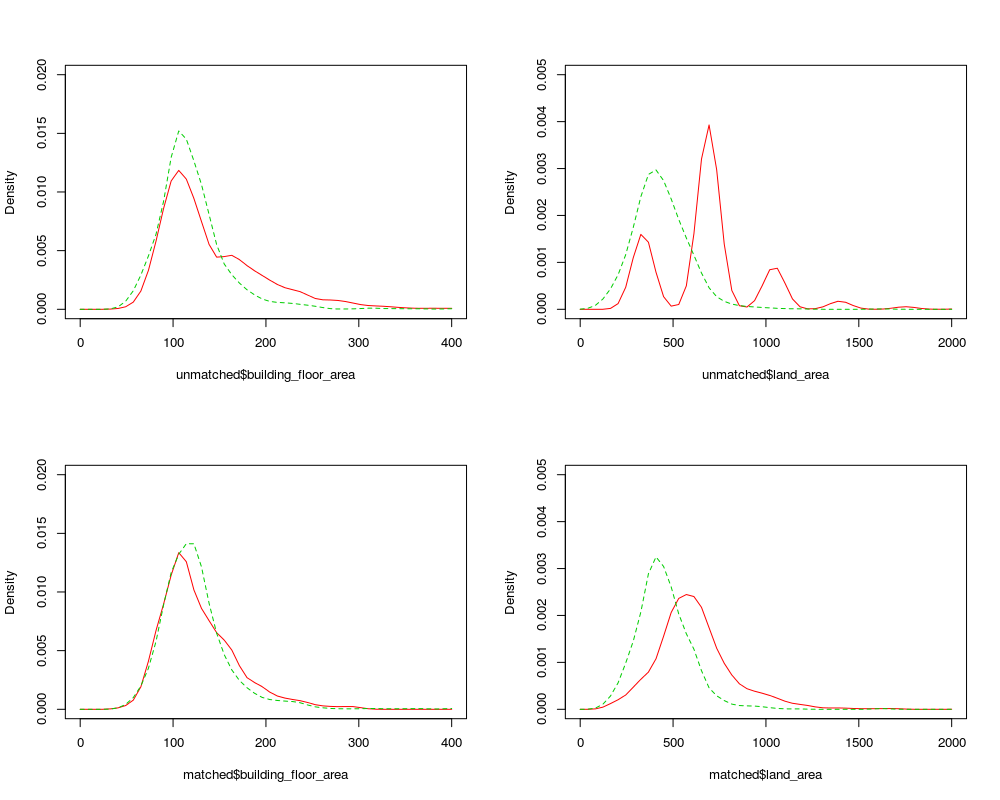 Density
0.000 0.005 0.010 0.015 0.020
0 100 200 300 400
unmatched$building_floor_area
Density
0.000 0.001 0.002 0.003 0.004 0.005
0 500 1000 1500 2000
unmatched$land_area
Density
0.000 0.005 0.010 0.015 0.020
0 100 200 300 400
matched$building_floor_area
Density
0.000 0.001 0.002 0.003 0.004 0.005
0 500 1000 1500 2000
matched$land_area